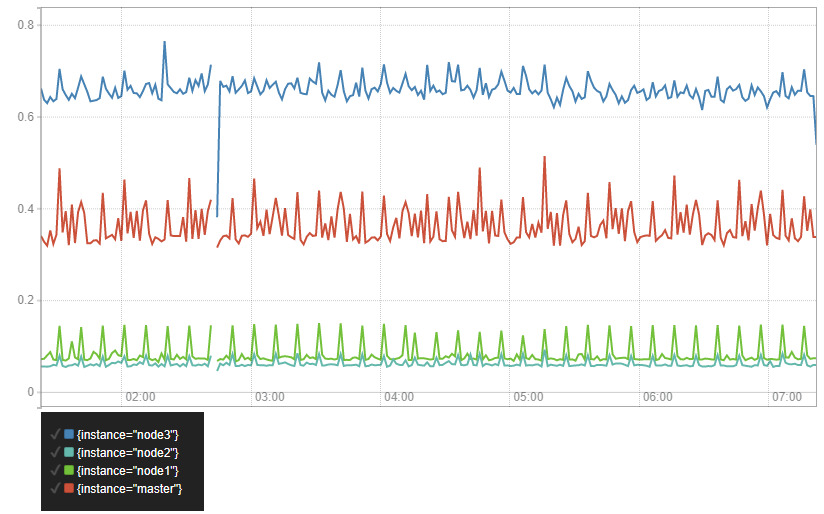 0.8
0.6
0.4
0.2
0
02:00 03:00 04:00 05:00 06:00 07:00
{instance="node3"}
{instance="node2"}
{instance="node1"}
{instance="master"}